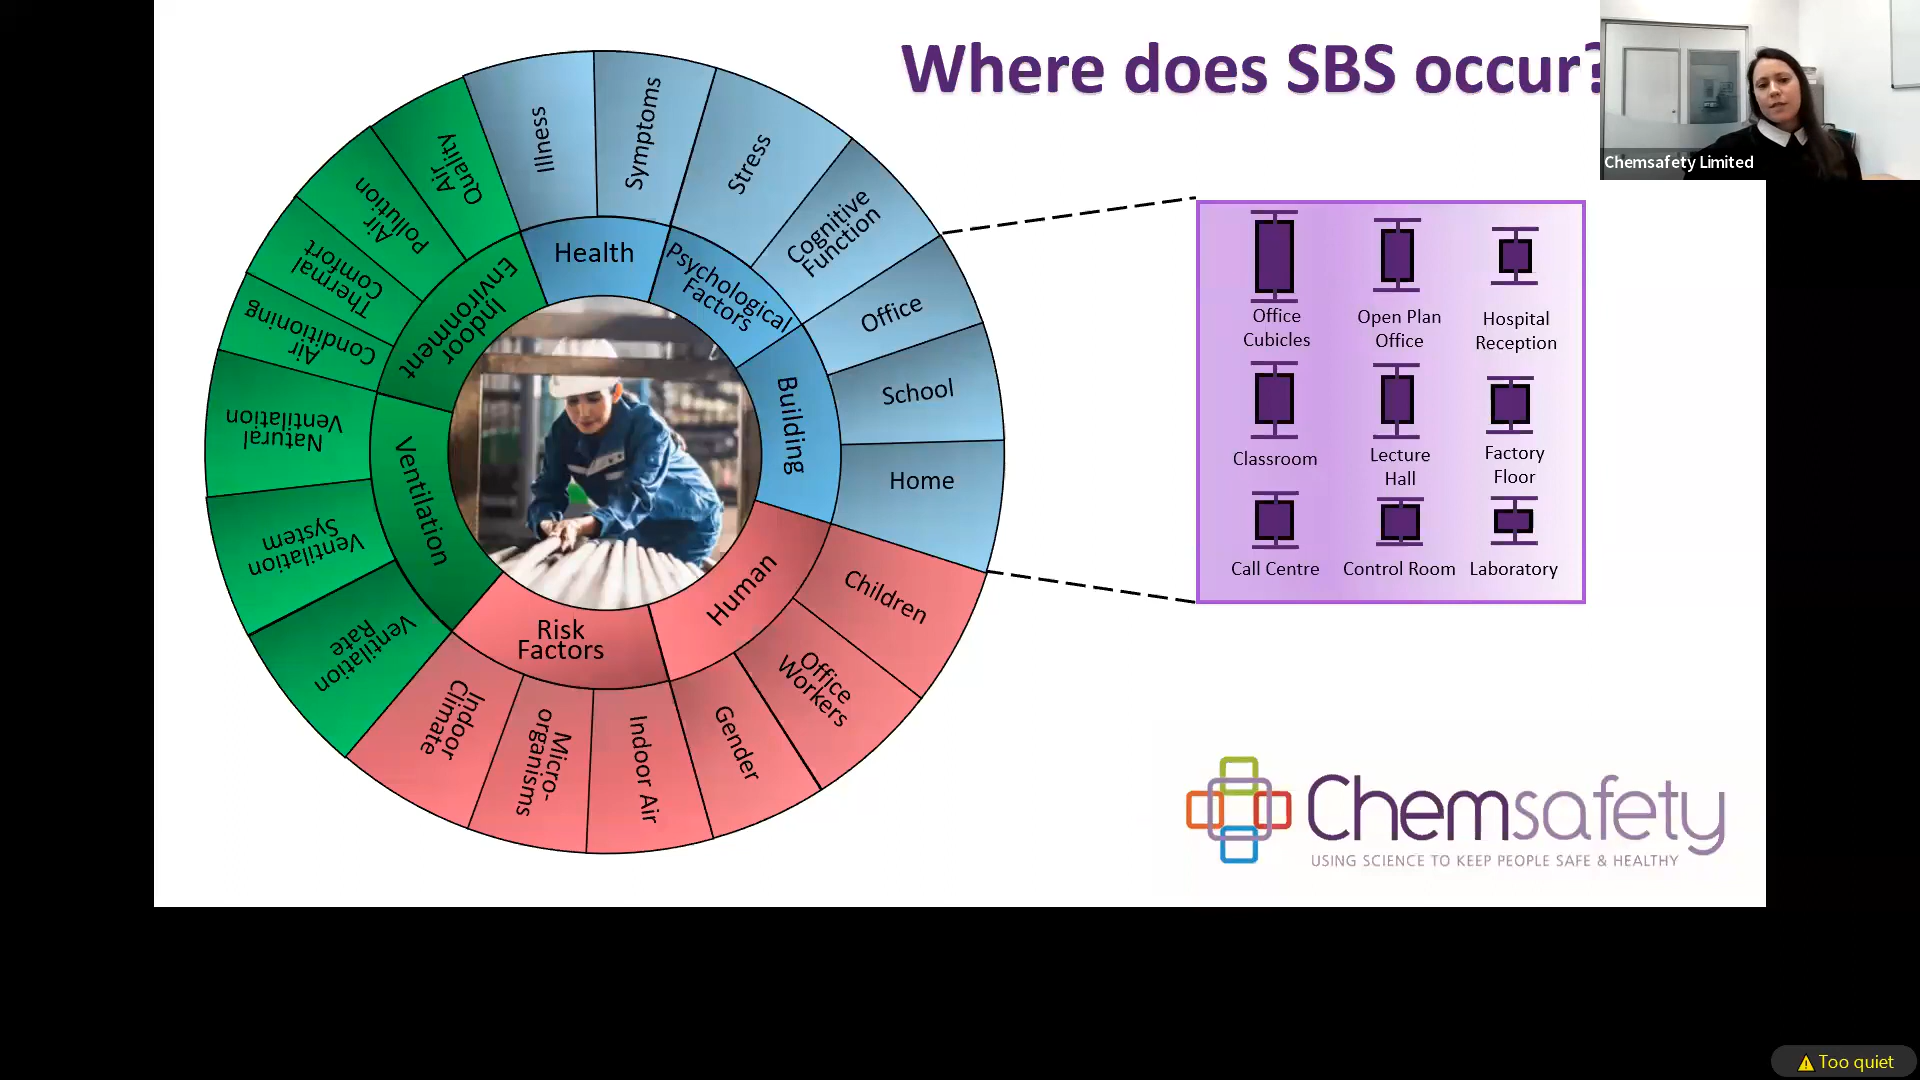 Where does SBS occur?
Chemsafety Limited
Illness
Symptoms
Stress
Cognitive
Function
Office
School
Home
Children
Office
Workers
Gender
Indoor Air
Micro-
organisms
Indoor
Climate
Ventilation
Rate
Ventilation
System
Natural
Ventilation
Air
Conditioning
Thermal
Comfort
Air
Pollution
Air
Quality
Health
Psychological
Factors
Building
Human
Risk
Factors
Ventilation
Indoor
Environment
Office
Cubicles
Open Plan
Office
Hospital
Reception
Classroom
Lecture
Hall
Factory
Floor
Call Centre
Control Room
Laboratory
Chemsafety
USING SCIENCE TO KEEP PEOPLE SAFE & HEALTHY
Too quiet